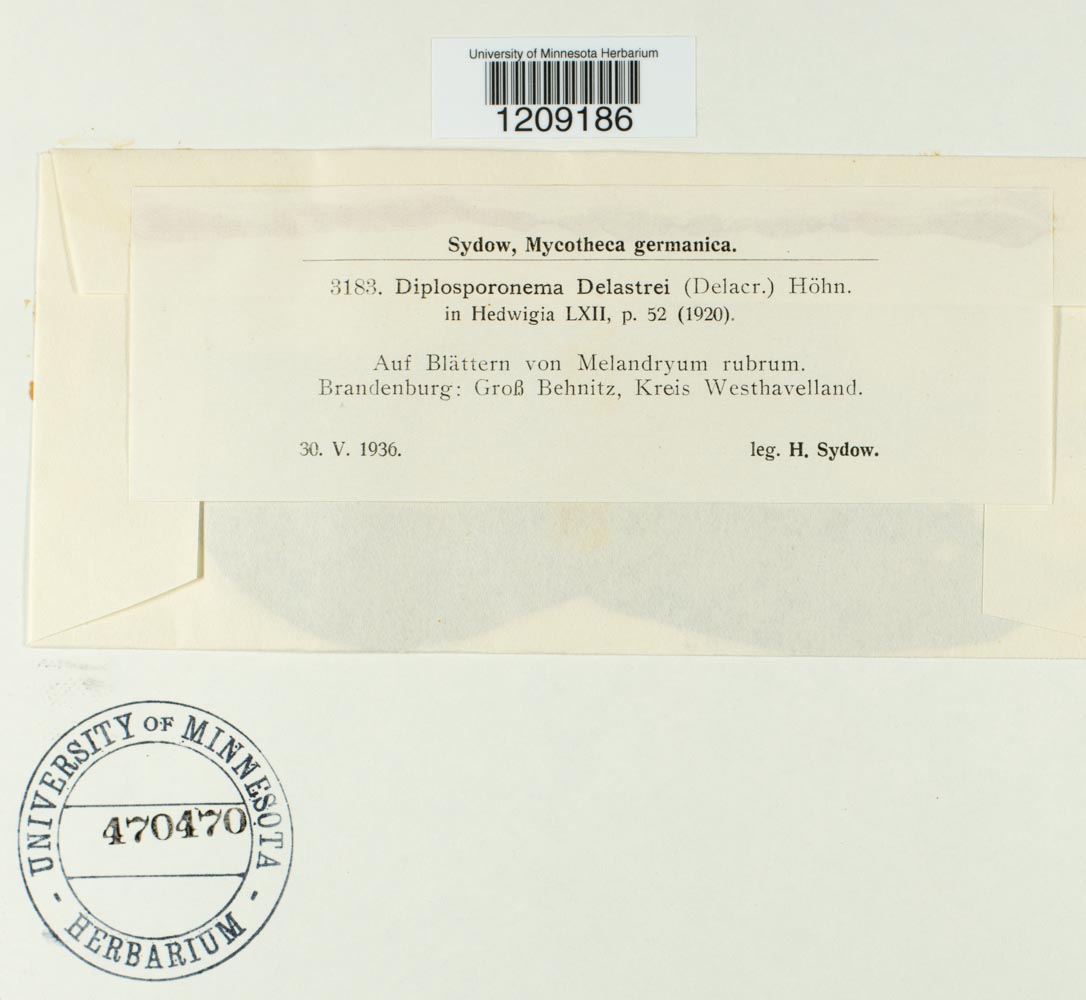 University of Minnesota Herbarium
1209186
Sydow, Mycotheca germanica.
3183. Diplosporonema Delastrei (Delacr.) Höhn.
in Hedwigia LXII, p. 52 (1920).
Auf Blättern von Melandryum rubrum.
Brandenburg: Groß Behnitz, Kreis Westhavelland.
30. V. 1936. leg. H. Sydow.
UNIVERSITY OF MINNESOTA
470470
- HERBARIUM -